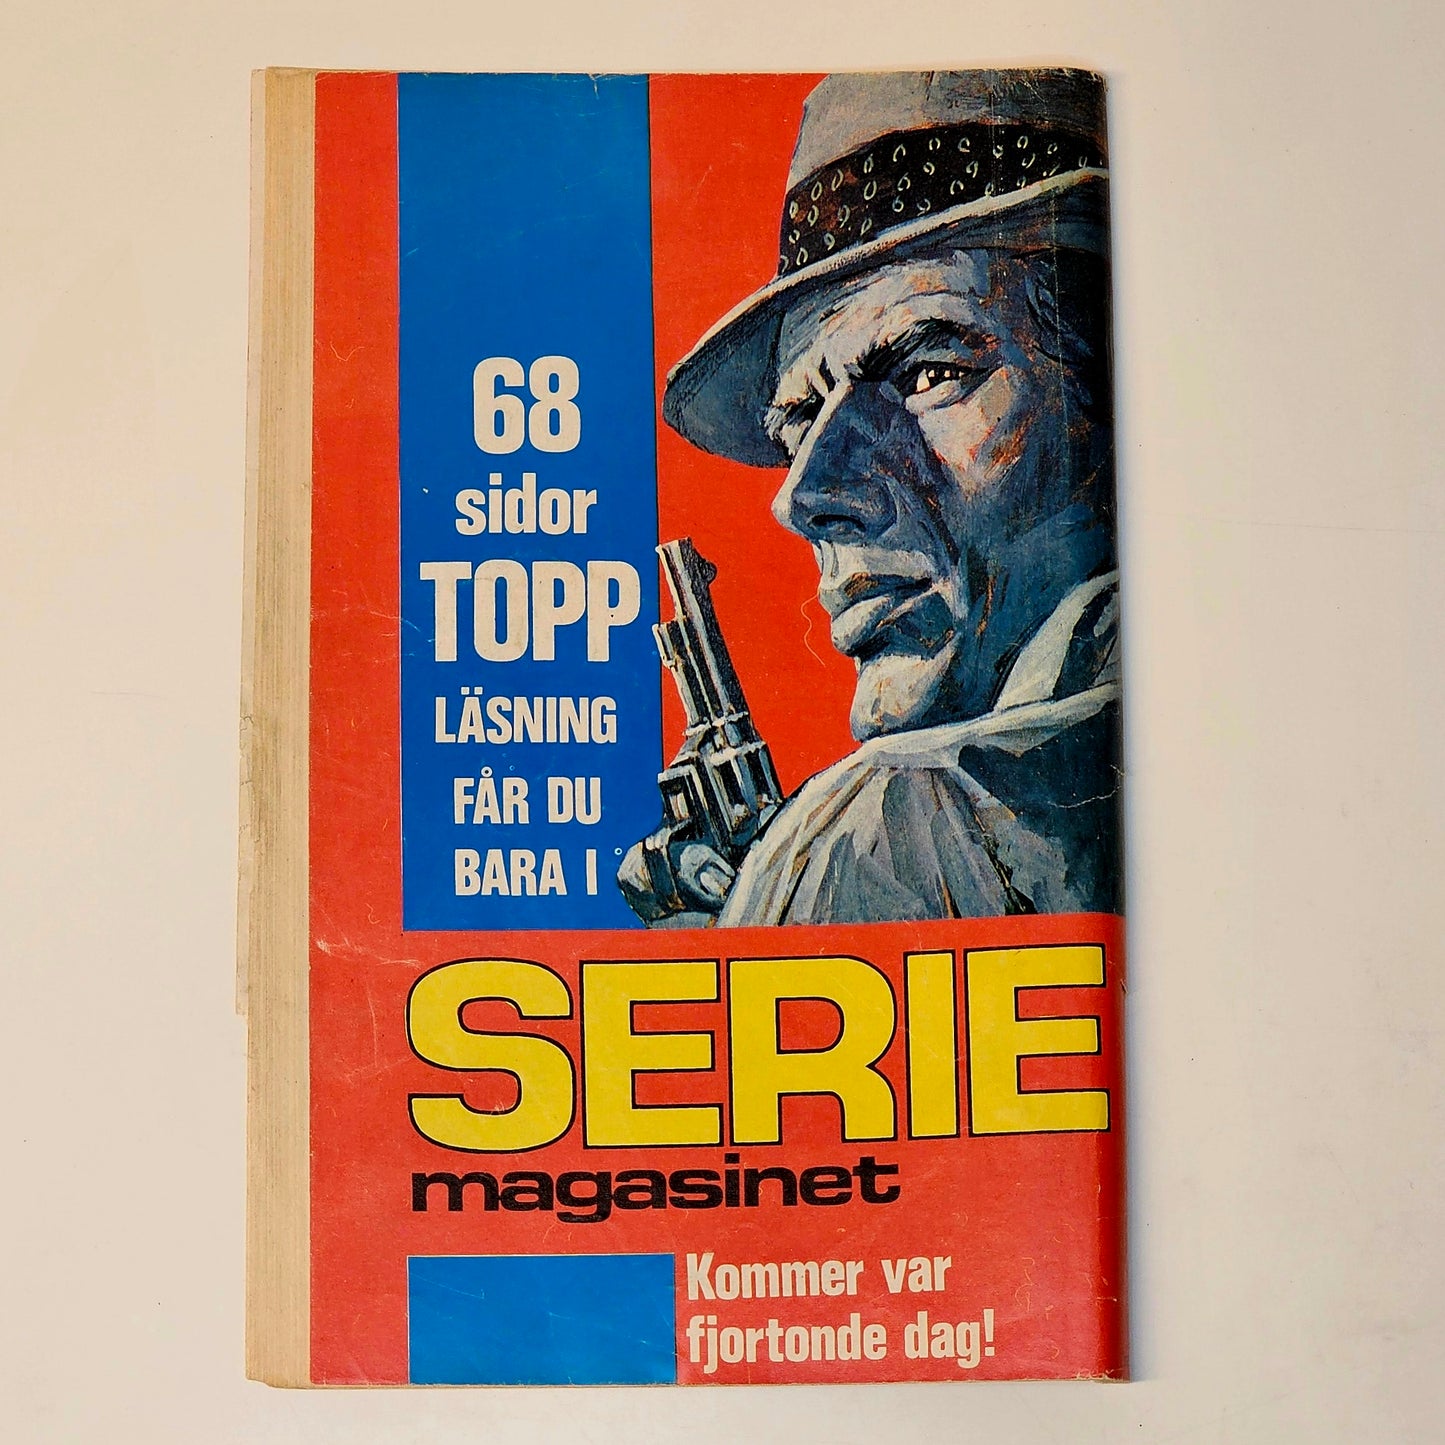 68
sidor
TOPP
LÄSNING
FÅR DU
BARA I
SERIE
magasinet
Kommer var
fjortonde dag!